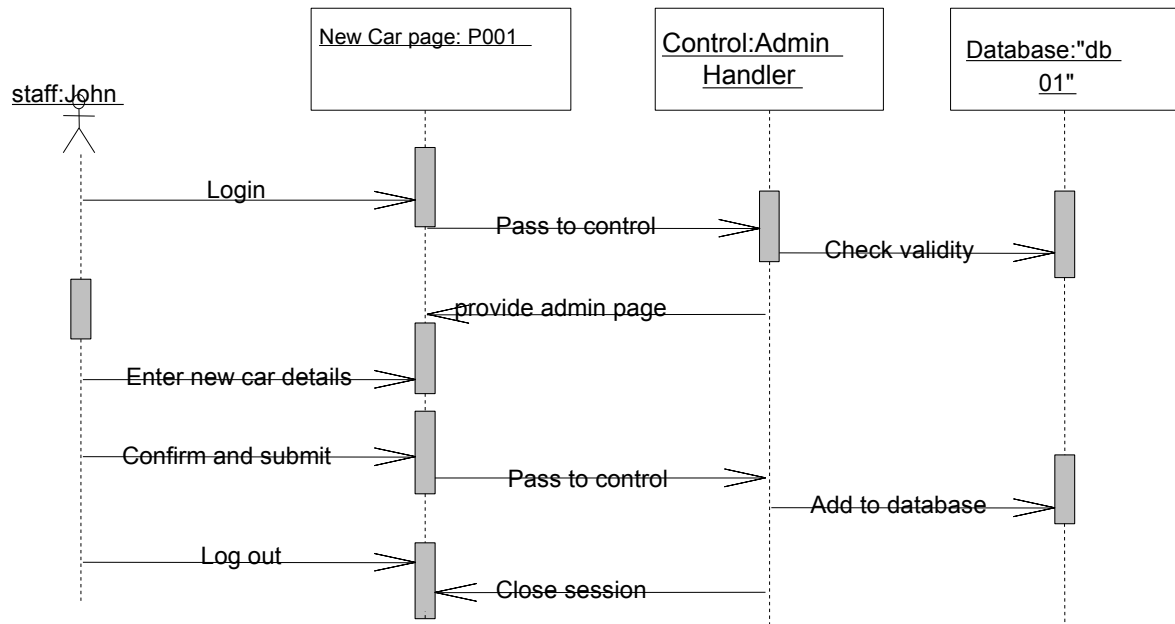 New Car page: P001
Control:Admin
Handler
Database:"db
01"
staff:John
Login
Pass to control
Check validity
provide admin page
Enter new car details
Confirm and submit
Pass to control
Add to database
Log out
Close session